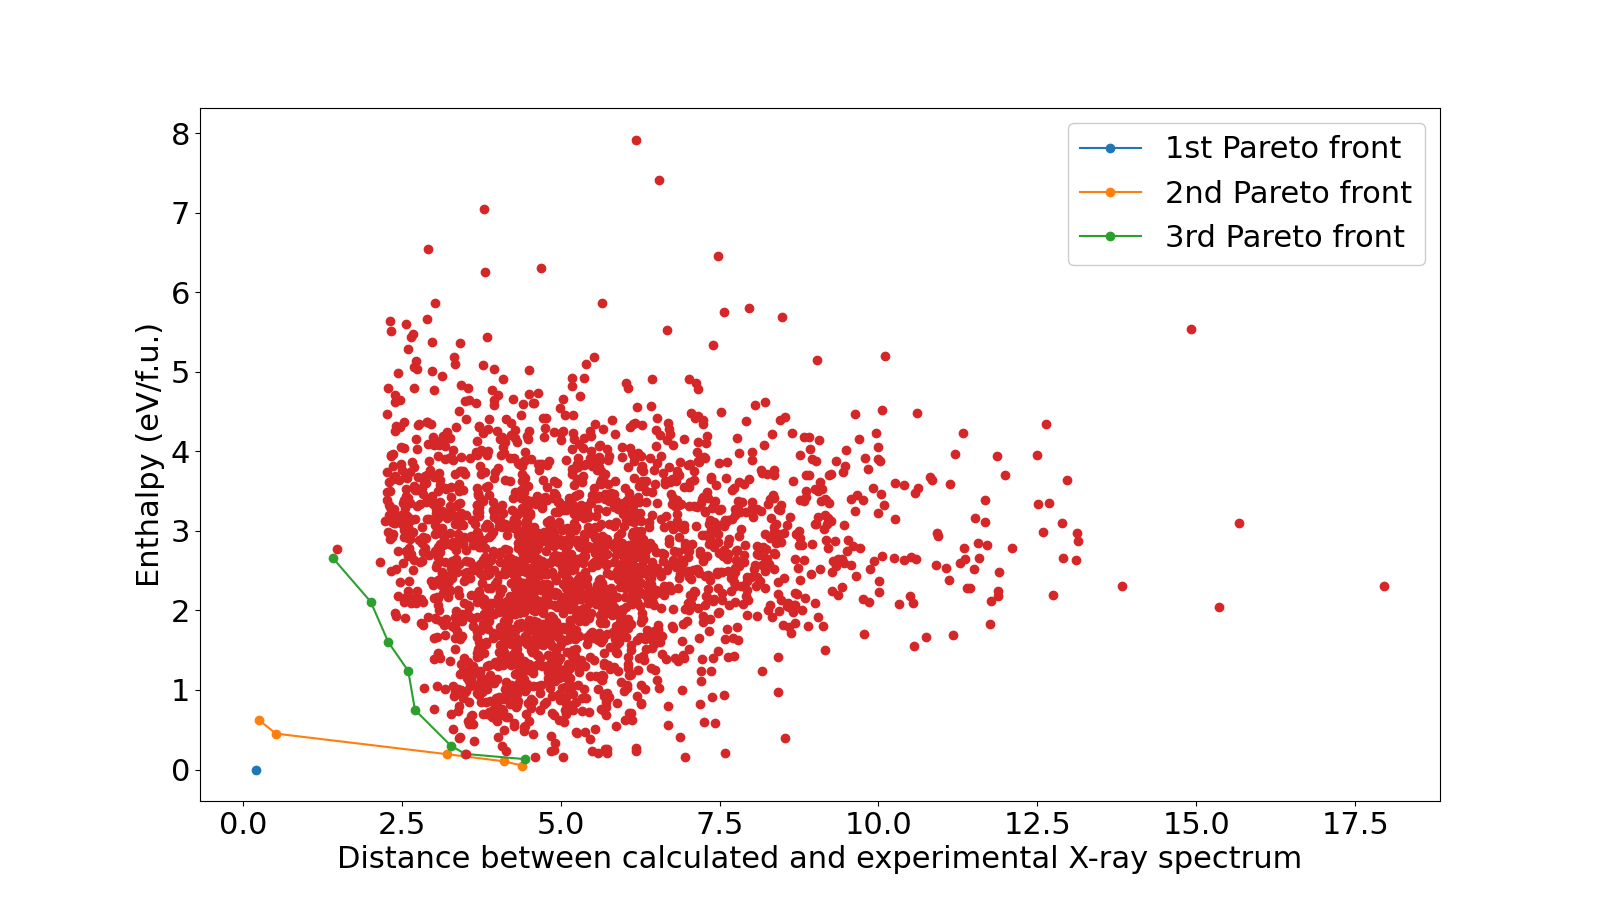 8
7
6
5
4
3
2
1
0
Enthalpy (eV/f.u.)
1st Pareto front
2nd Pareto front
3rd Pareto front
0.0 2.5 5.0 7.5 10.0 12.5 15.0 17.5
Distance between calculated and experimental X-ray spectrum